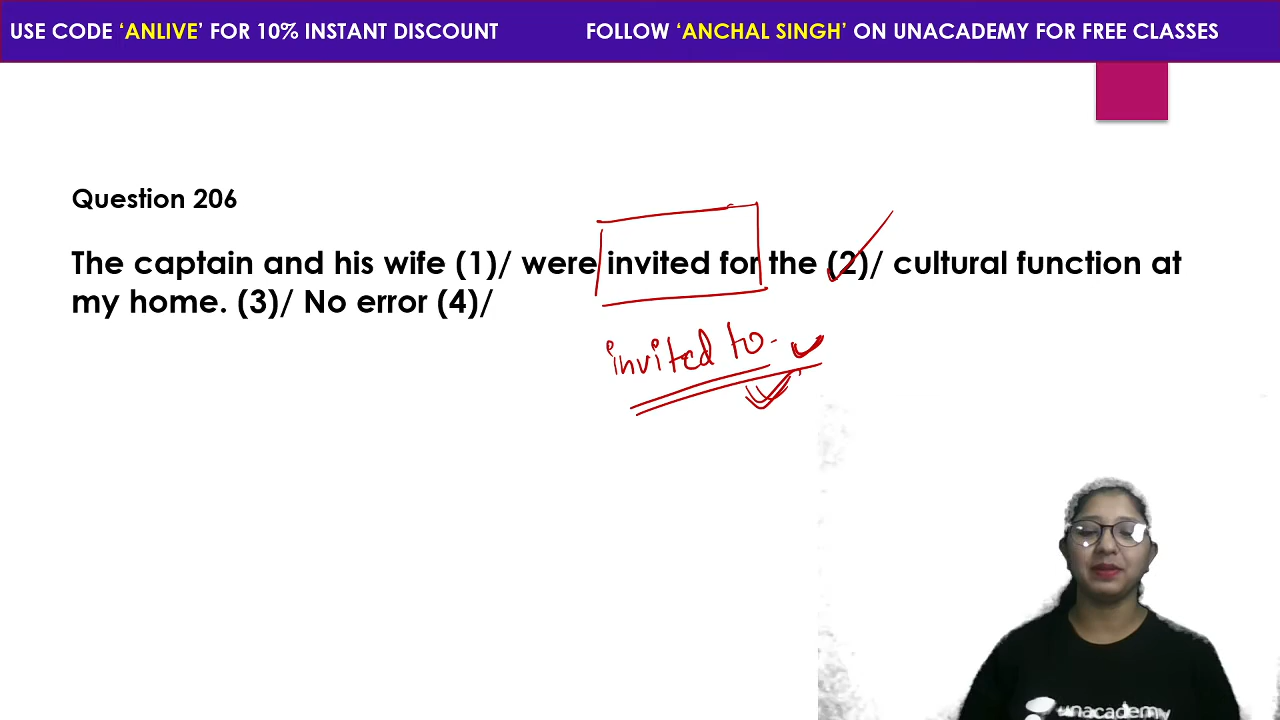 USE CODE ‘ANLIVE’ FOR 10% INSTANT DISCOUNT FOLLOW ‘ANCHAL SINGH’ ON UNACADEMY FOR FREE CLASSES
Question 206
The captain and his wife (1)/ were invited for the (2)/ cultural function at
my home. (3)/ No error (4)/
invited to.
unacademy